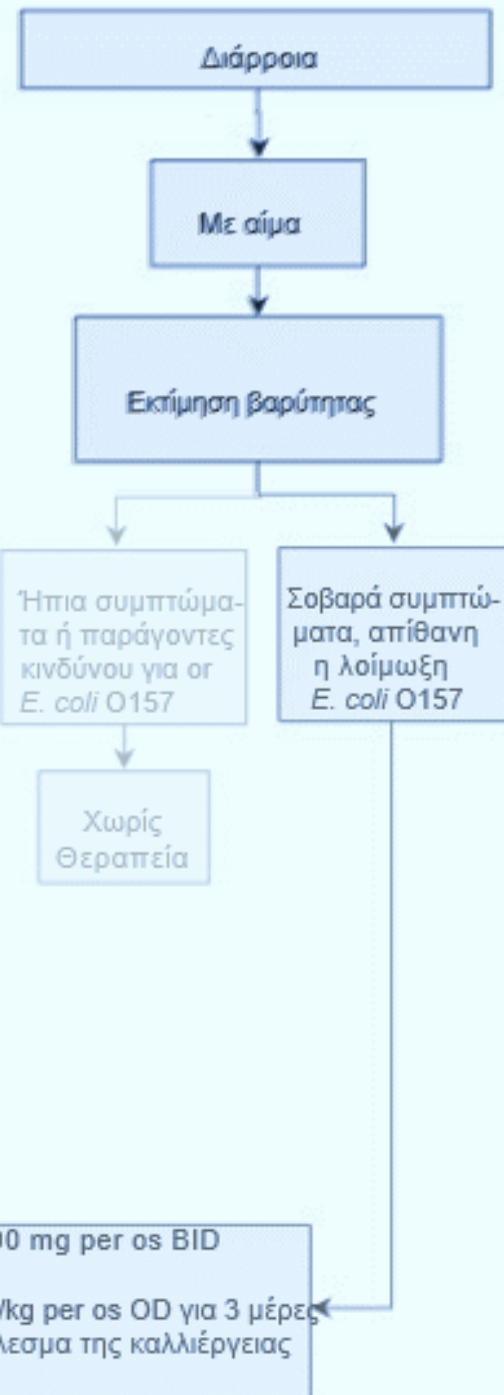 Διάρροια
Με αίμα
Εκτίμηση βαρύτητας
Ήπια συμπτώμα-
τα ή παράγοντες
κινδύνου για or
E. coli O157
Σοβαρά συμπτώ-
ματα, απίθανη
η λοίμωξη
E. coli O157
Χωρίς
Θεραπεία
mg per os BID
/kg per os OD για 3 μέρες
της καλλιέργειας